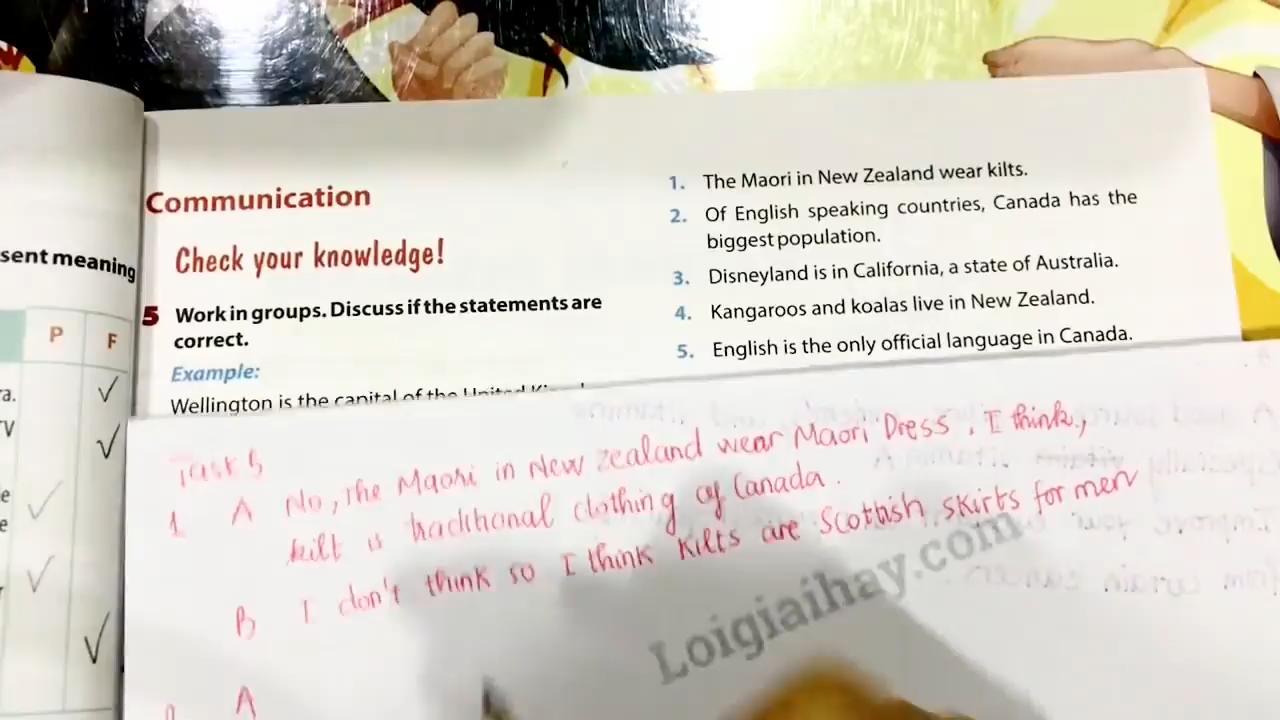 sent meaning
P F
a.
Communication
Check your knowledge!
5 Work in groups. Discuss if the statements are
correct.
Example:
Wellington is the capital of the United
1. The Maori in New Zealand wear kilts.
2. Of English speaking countries, Canada has the
biggest population.
3. Disneyland is in California, a state of Australia.
4. Kangaroos and koalas live in New Zealand.
5. English is the only official language in Canada.
Task 5
1. A No, The Maori in New Zealand wear Maori Dress. I think,
kilt is traditional clothing of Canada.
B I don't think so I think kilts are Scottish skirts for men
A
Loigiaihay.com